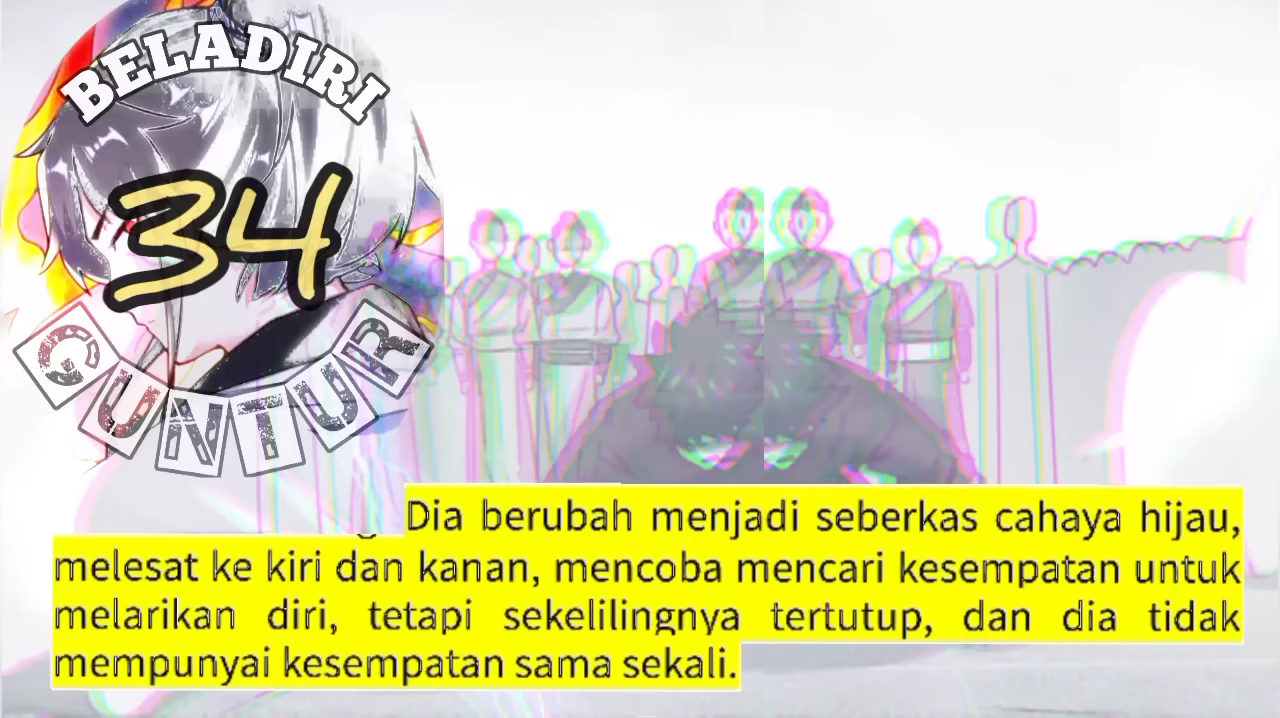 BELADIRI
34
GUNTUR
Dia berubah menjadi seberkas cahaya hijau,
melesat ke kiri dan kanan, mencoba mencari kesempatan untuk
melarikan diri, tetapi sekelilingnya tertutup, dan dia tidak
mempunyai kesempatan sama sekali.